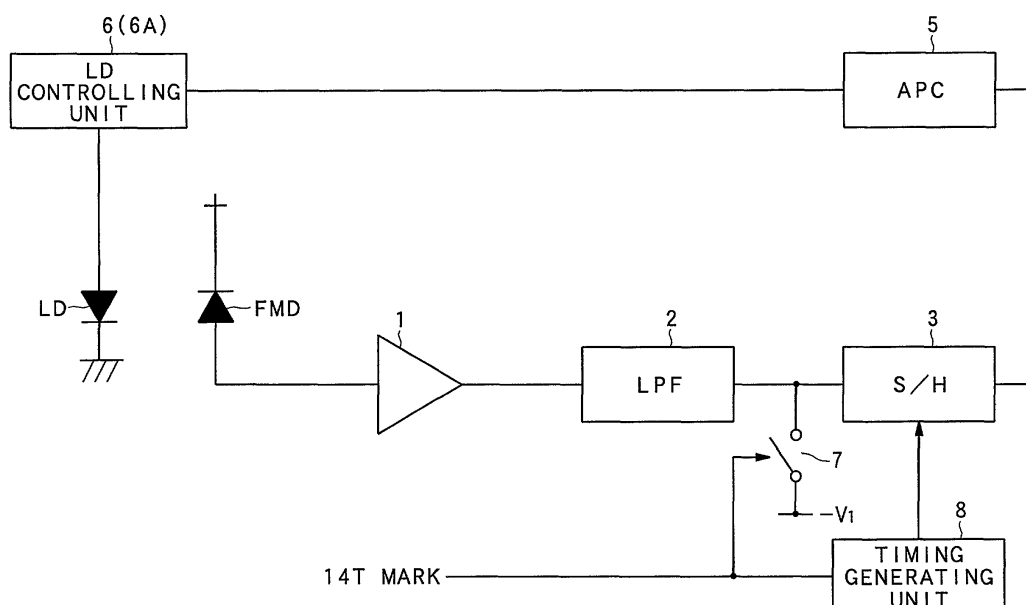 6(6A)
LD
CONTROLLING
UNIT
5
APC
LD
FMD
1
2
LPF
3
S/H
7
-V1
8
14T MARK
TIMING
GENERATING
UNIT